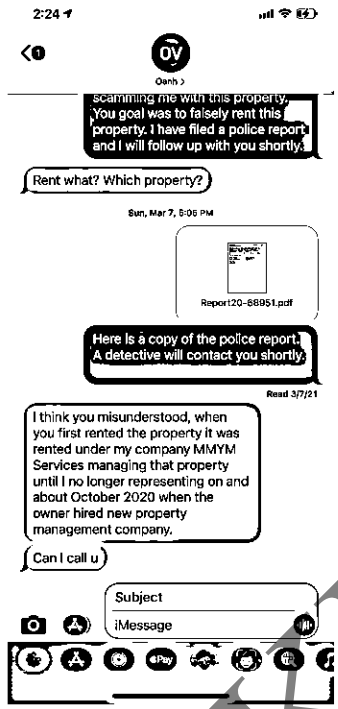 2:24
1
OV
Oanh >
scamming me with this property.
You goal was to falsely rent this
property. I have filed a police report
and I will follow up with you shortly.
Rent what? Which property?
Sun, Mar 7, 5:06 PM
Report20-68951.pdf
Here is a copy of the police report.
A detective will contact you shortly.
Read 3/7/21
I think you misunderstood, when
you first rented the property it was
rented under my company MMYM
Services managing that property
until I no longer representing on and
about October 2020 when the
owner hired new property
management company.
Can I call u
Subject
iMessage
Pay